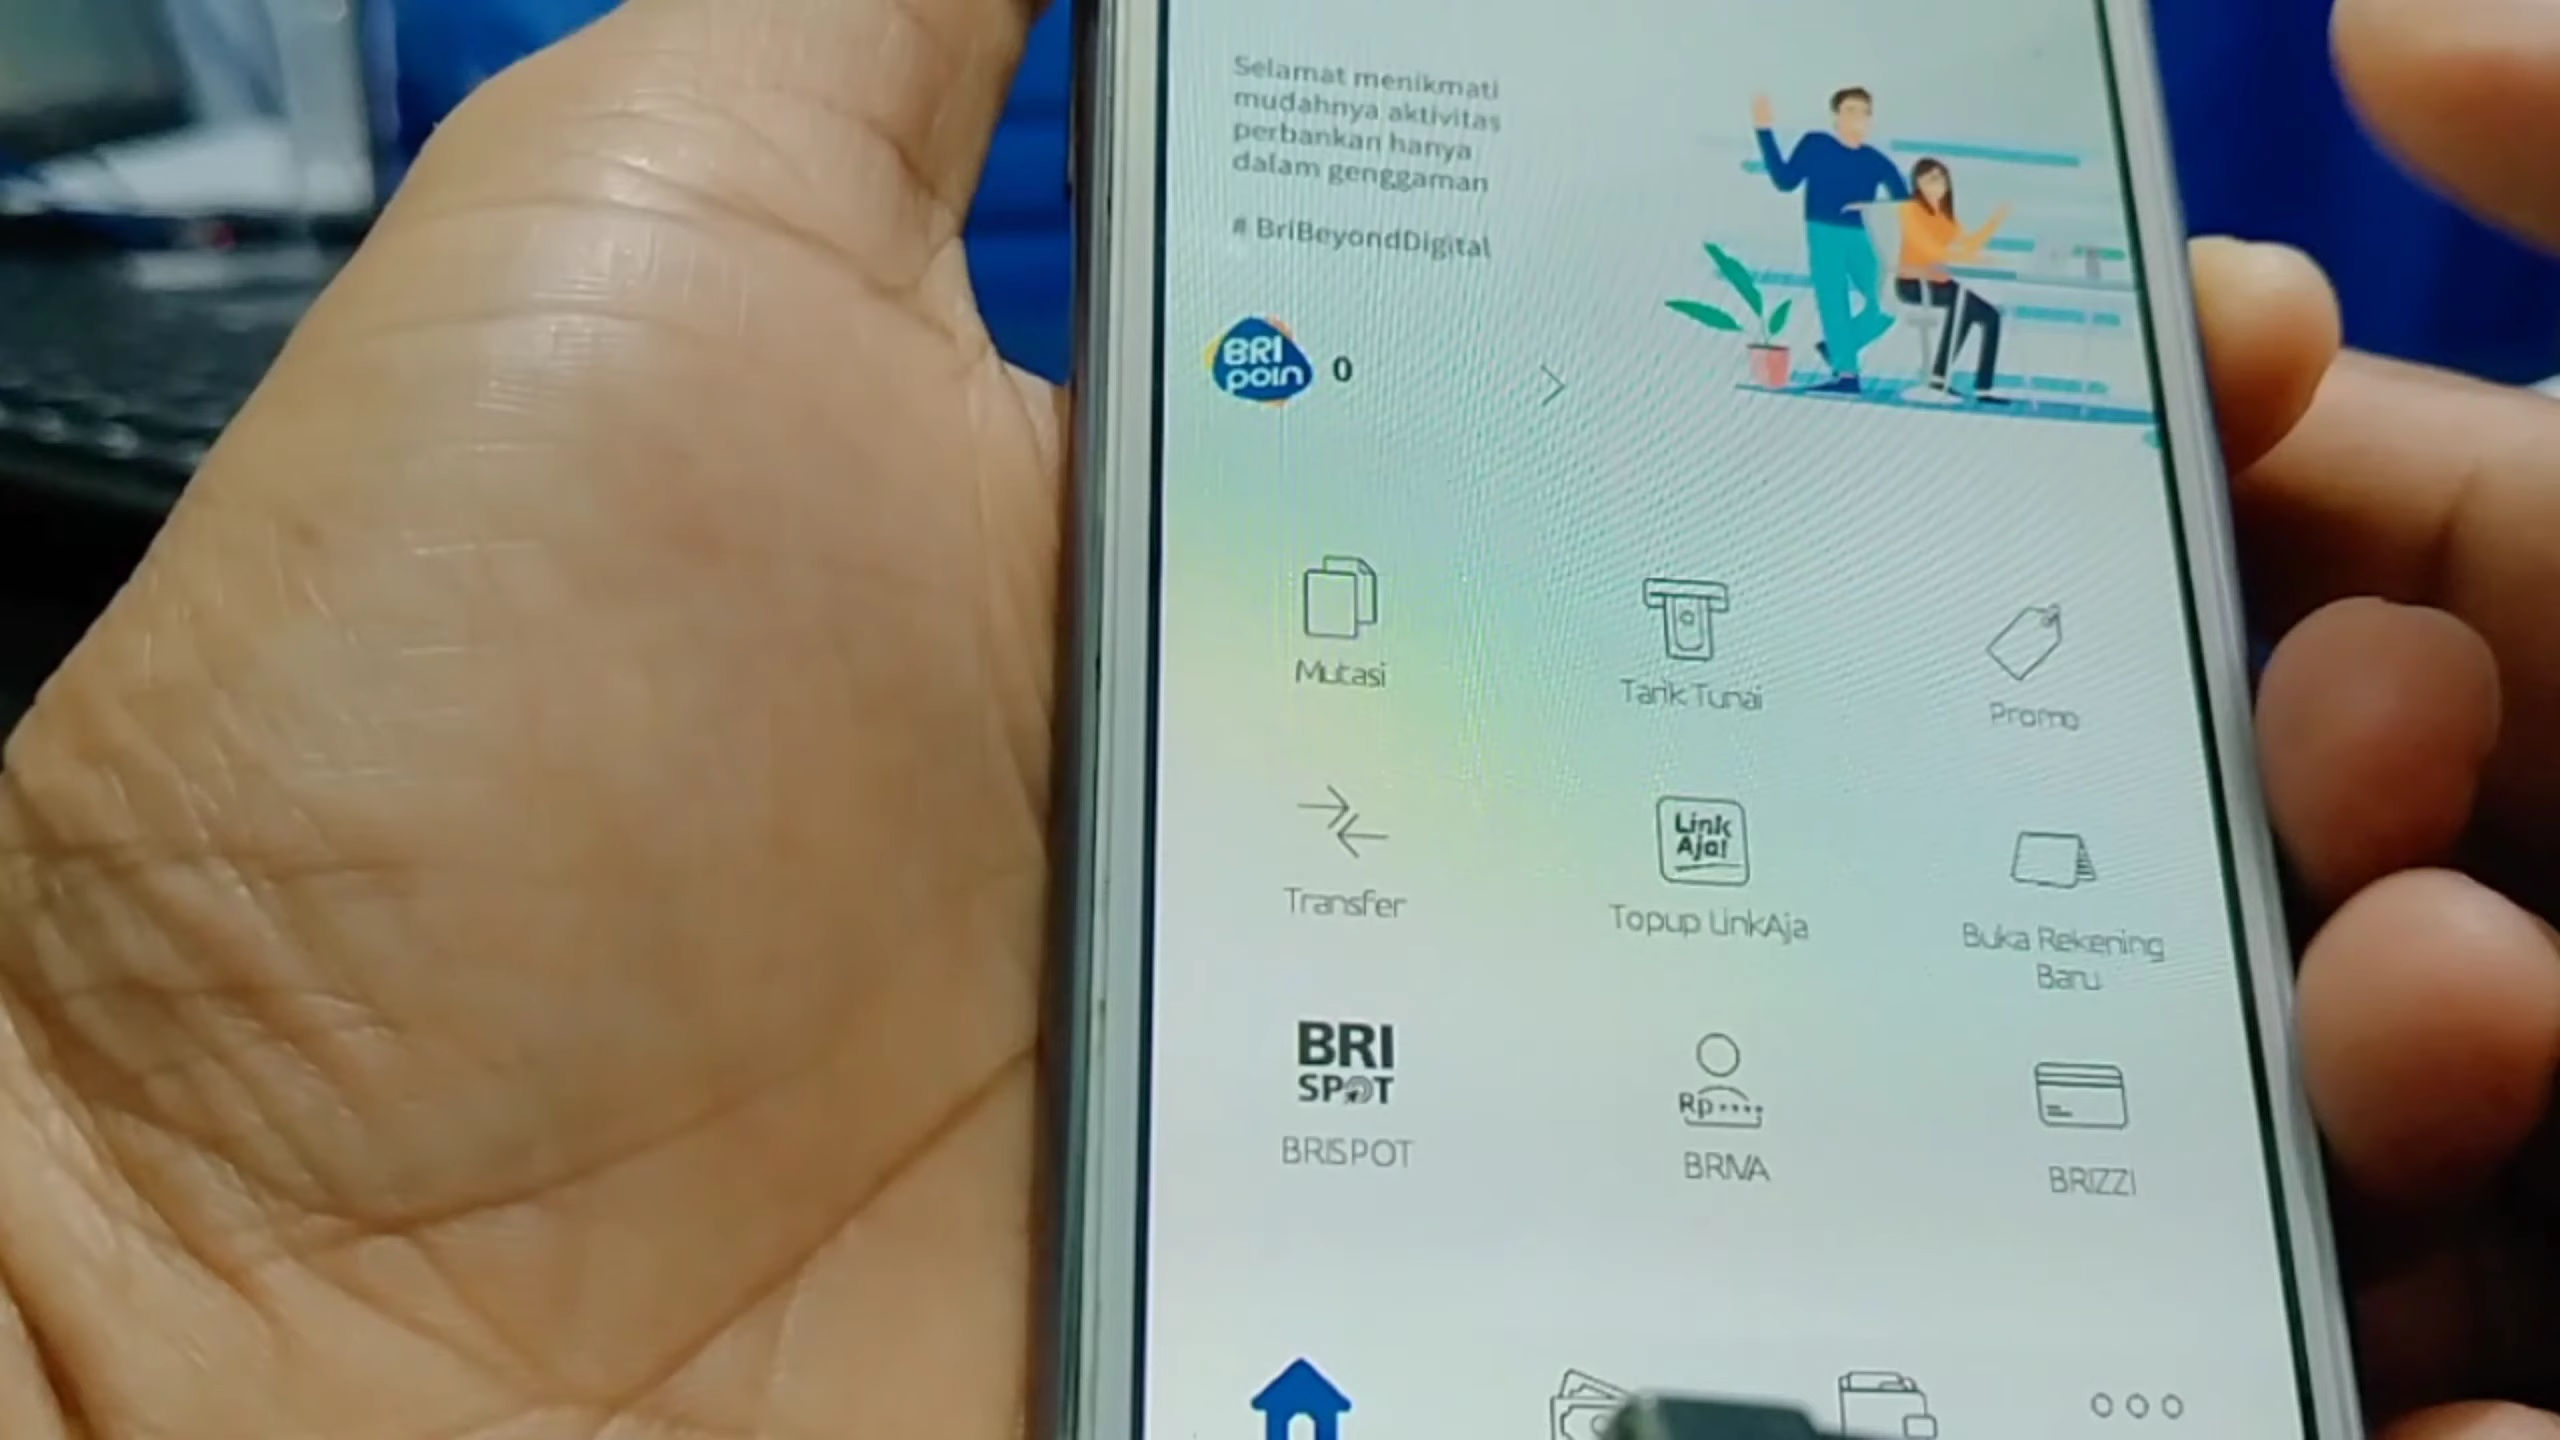 Selamat menikmati
mudahnya aktivitas
perbankan hanya
dalam genggaman
# BriBeyondDigital
BRI
poin
0
Mutasi
Tarik Tunai
Promo
Link
Aja!
Transfer
Topup LinkAja
Buka Rekening
Baru
BRI
SPOT
Rp
BRISPOT
BRIVA
BRIZZI